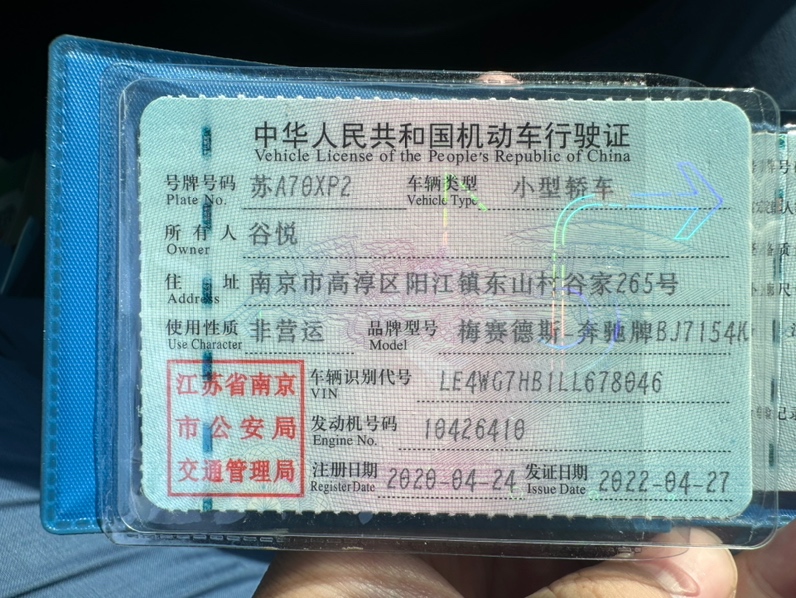 中华人民共和国机动车行驶证
Vehicle License of the People's Republic of China
号牌号码 苏A70XP2 车辆类型 小型轿车
Plate No. Vehicle Type
所有人 谷悦
Owner
住址 南京市高淳区阳江镇东山村谷家265号
Address
使用性质 非营运 品牌型号 梅赛德斯-奔驰牌BJ7154K
Use Character Model
江苏省南京 车辆识别代号 LE4WG7HB1LL678046
VIN
市公安局 发动机号码 10426410
Engine No.
交通管理局 注册日期 2020-04-24 发证日期 2022-04-27
Register Date Issue Date